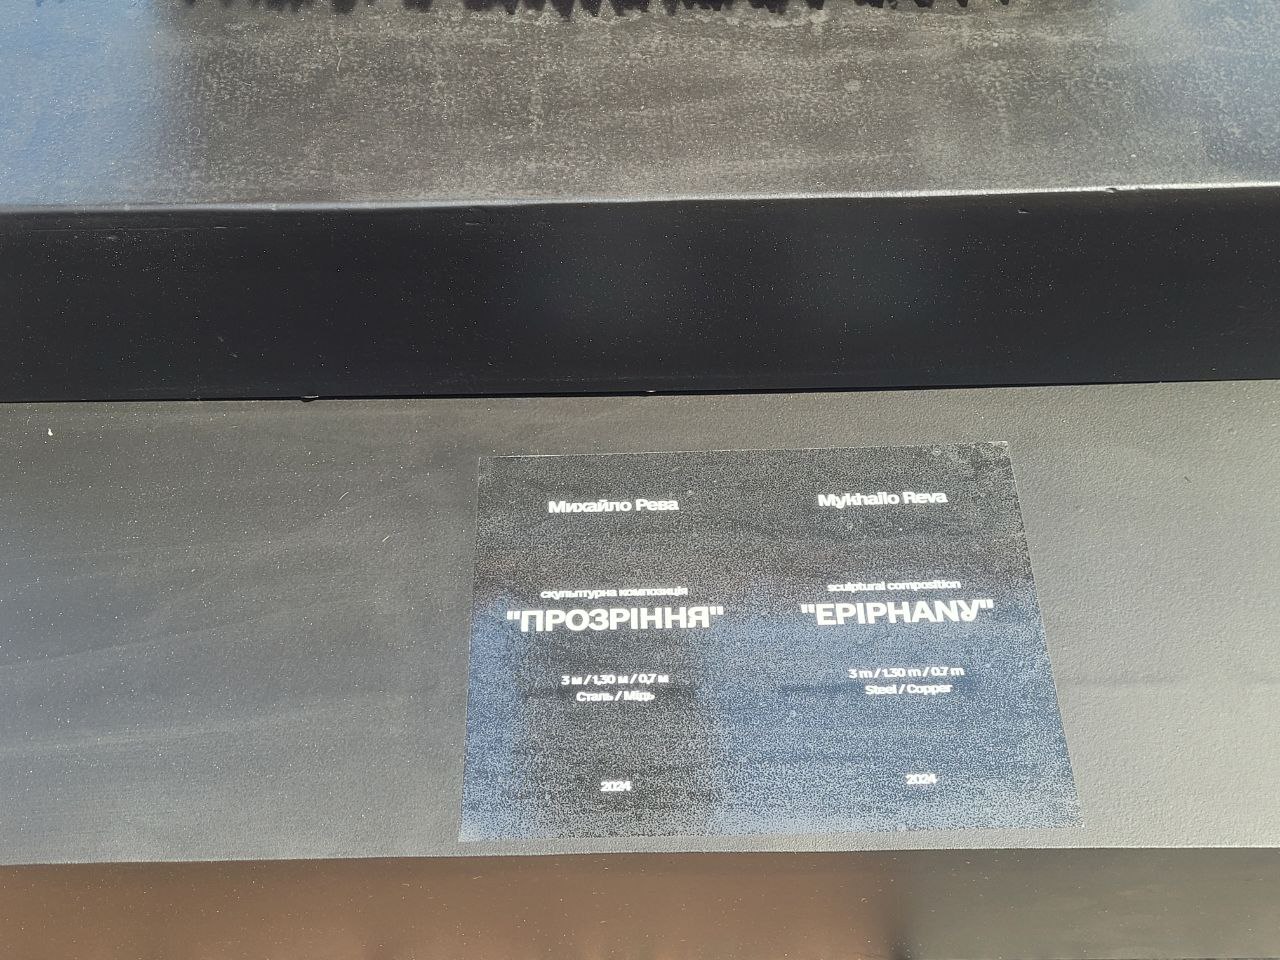 Михайло Рева
скульптурна композиція
"ПРОЗРІННЯ"
3 м / 1,30 м / 0,7 м
Сталь / Мідь
2024
Mykhailo Reva
sculptural composition
"EPIPHANY"
3 m / 1.30 m / 0.7 m
Steel / Copper
2024